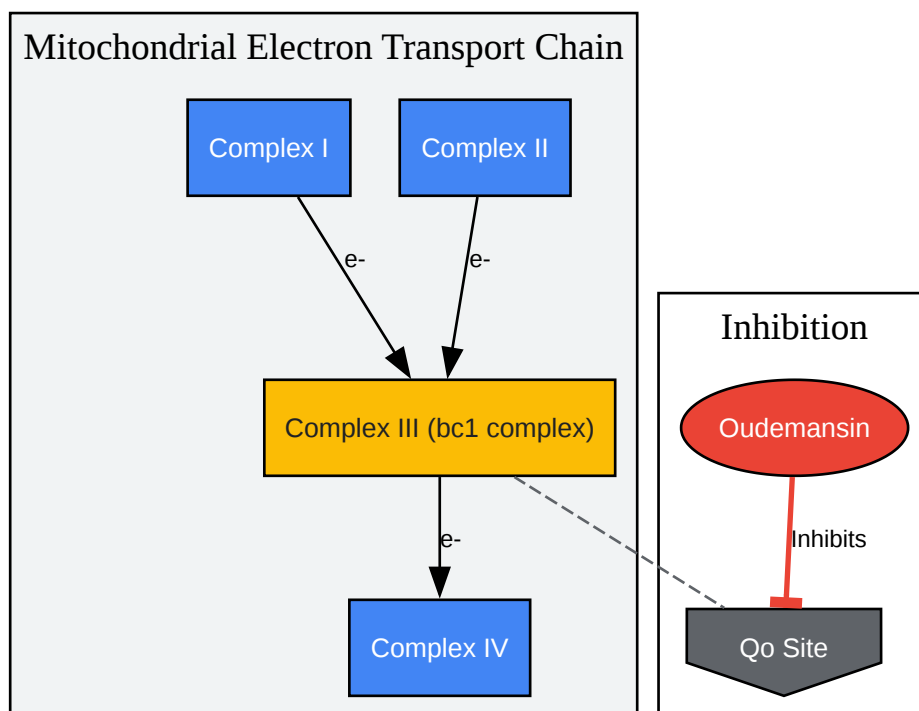 Mitochondrial Electron Transport Chain
Complex I
Complex II
e-
e-
Inhibition
Complex III (bc1 complex)
Oudemansin
e-
Inhibits
Complex IV
Qo Site